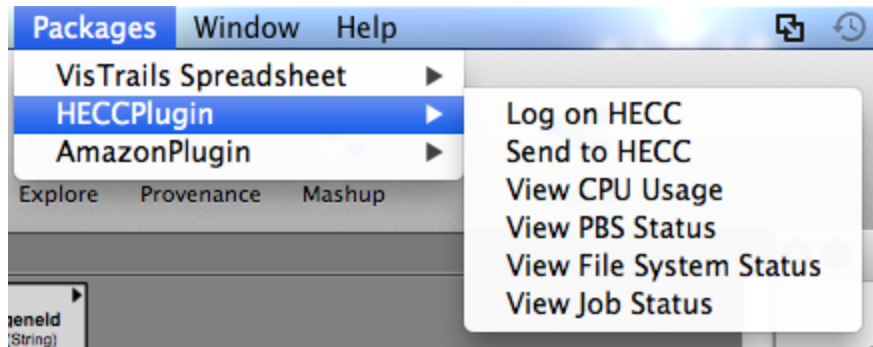 Packages Window Help
VisTrails Spreadsheet
HECCPlugin
AmazonPlugin
Log on HECC
Send to HECC
View CPU Usage
View PBS Status
View File System Status
View Job Status
Explore Provenance Mashup
geneId
(String)